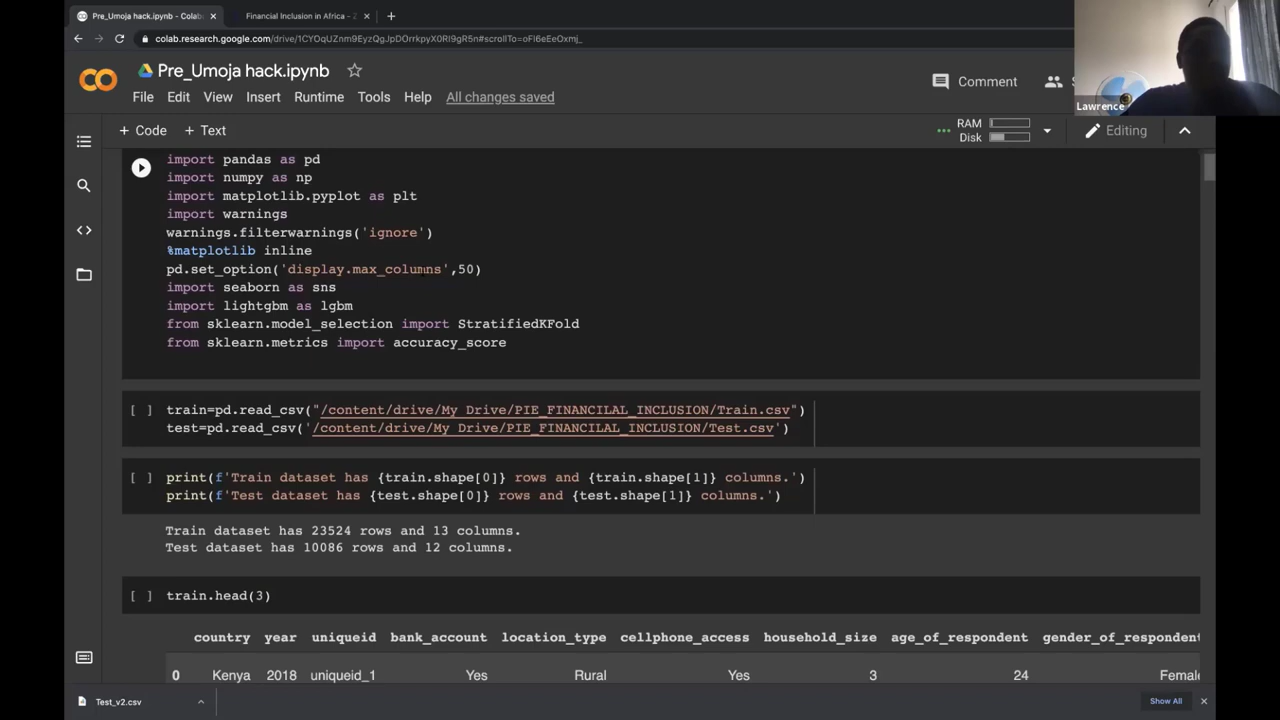 Pre_Umoja hack.ipynb - Colab
Financial Inclusion in Africa - Z
colab.research.google.com/drive/1CYOqUZnm9EyzQgJpDOrrkpyX0Rl9gR5n#scrollTo=oFl6eEeOxmj_
Lawrence
CO
Pre_Umoja hack.ipynb
File Edit View Insert Runtime Tools Help All changes saved
Comment
+ Code + Text
RAM
Disk
Editing
import pandas as pd
import numpy as np
import matplotlib.pyplot as plt
import warnings
warnings.filterwarnings('ignore')
%matplotlib inline
pd.set_option('display.max_columns',50)
import seaborn as sns
import lightgbm as lgbm
from sklearn.model_selection import StratifiedKFold
from sklearn.metrics import accuracy_score
[ ] train=pd.read_csv("/content/drive/My Drive/PIE_FINANCILAL_INCLUSION/Train.csv")
test=pd.read_csv('/content/drive/My Drive/PIE_FINANCILAL_INCLUSION/Test.csv')
[ ] print(f'Train dataset has {train.shape[0]} rows and {train.shape[1]} columns.')
print(f'Test dataset has {test.shape[0]} rows and {test.shape[1]} columns.')
Train dataset has 23524 rows and 13 columns.
Test dataset has 10086 rows and 12 columns.
[ ] train.head(3)
country year uniqueid bank_account location_type cellphone_access household_size age_of_respondent gender_of_respondent
0 Kenya 2018 uniqueid_1 Yes Rural Yes 3 24 Female
Test_v2.csv
Show All